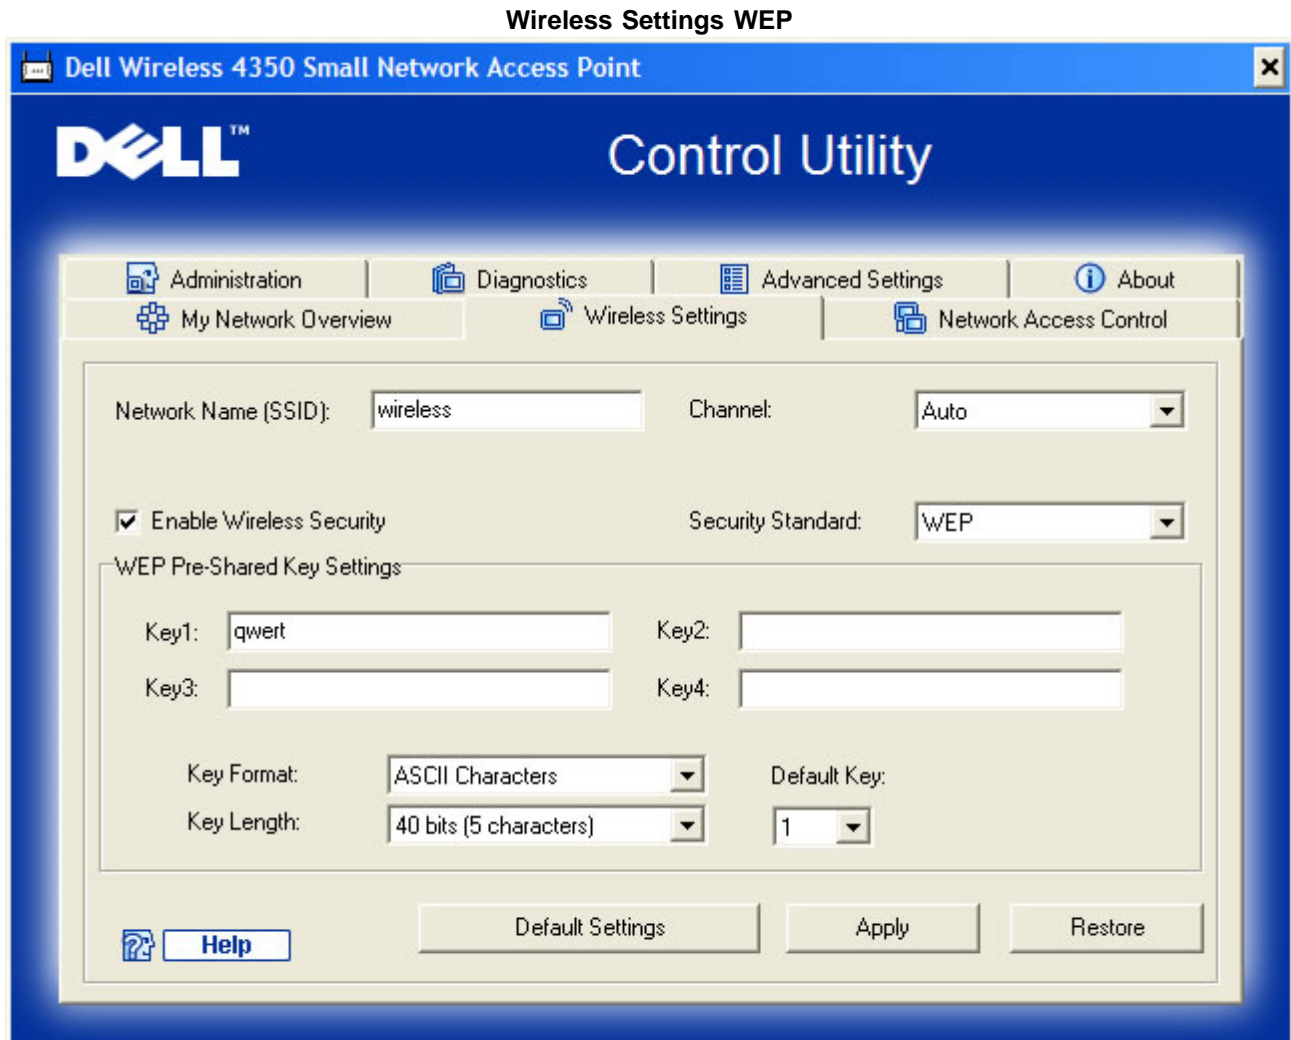 Wireless Settings WEP
Dell Wireless 4350 Small Network Access Point
DELL™
Control Utility
Administration
Diagnostics
Advanced Settings
About
My Network Overview
Wireless Settings
Network Access Control
Network Name (SSID): wireless
Channel: Auto
Enable Wireless Security
Security Standard: WEP
WEP Pre-Shared Key Settings
Key1: qwert
Key2:
Key3:
Key4:
Key Format: ASCII Characters
Default Key:
Key Length: 40 bits (5 characters)
1
Help
Default Settings
Apply
Restore